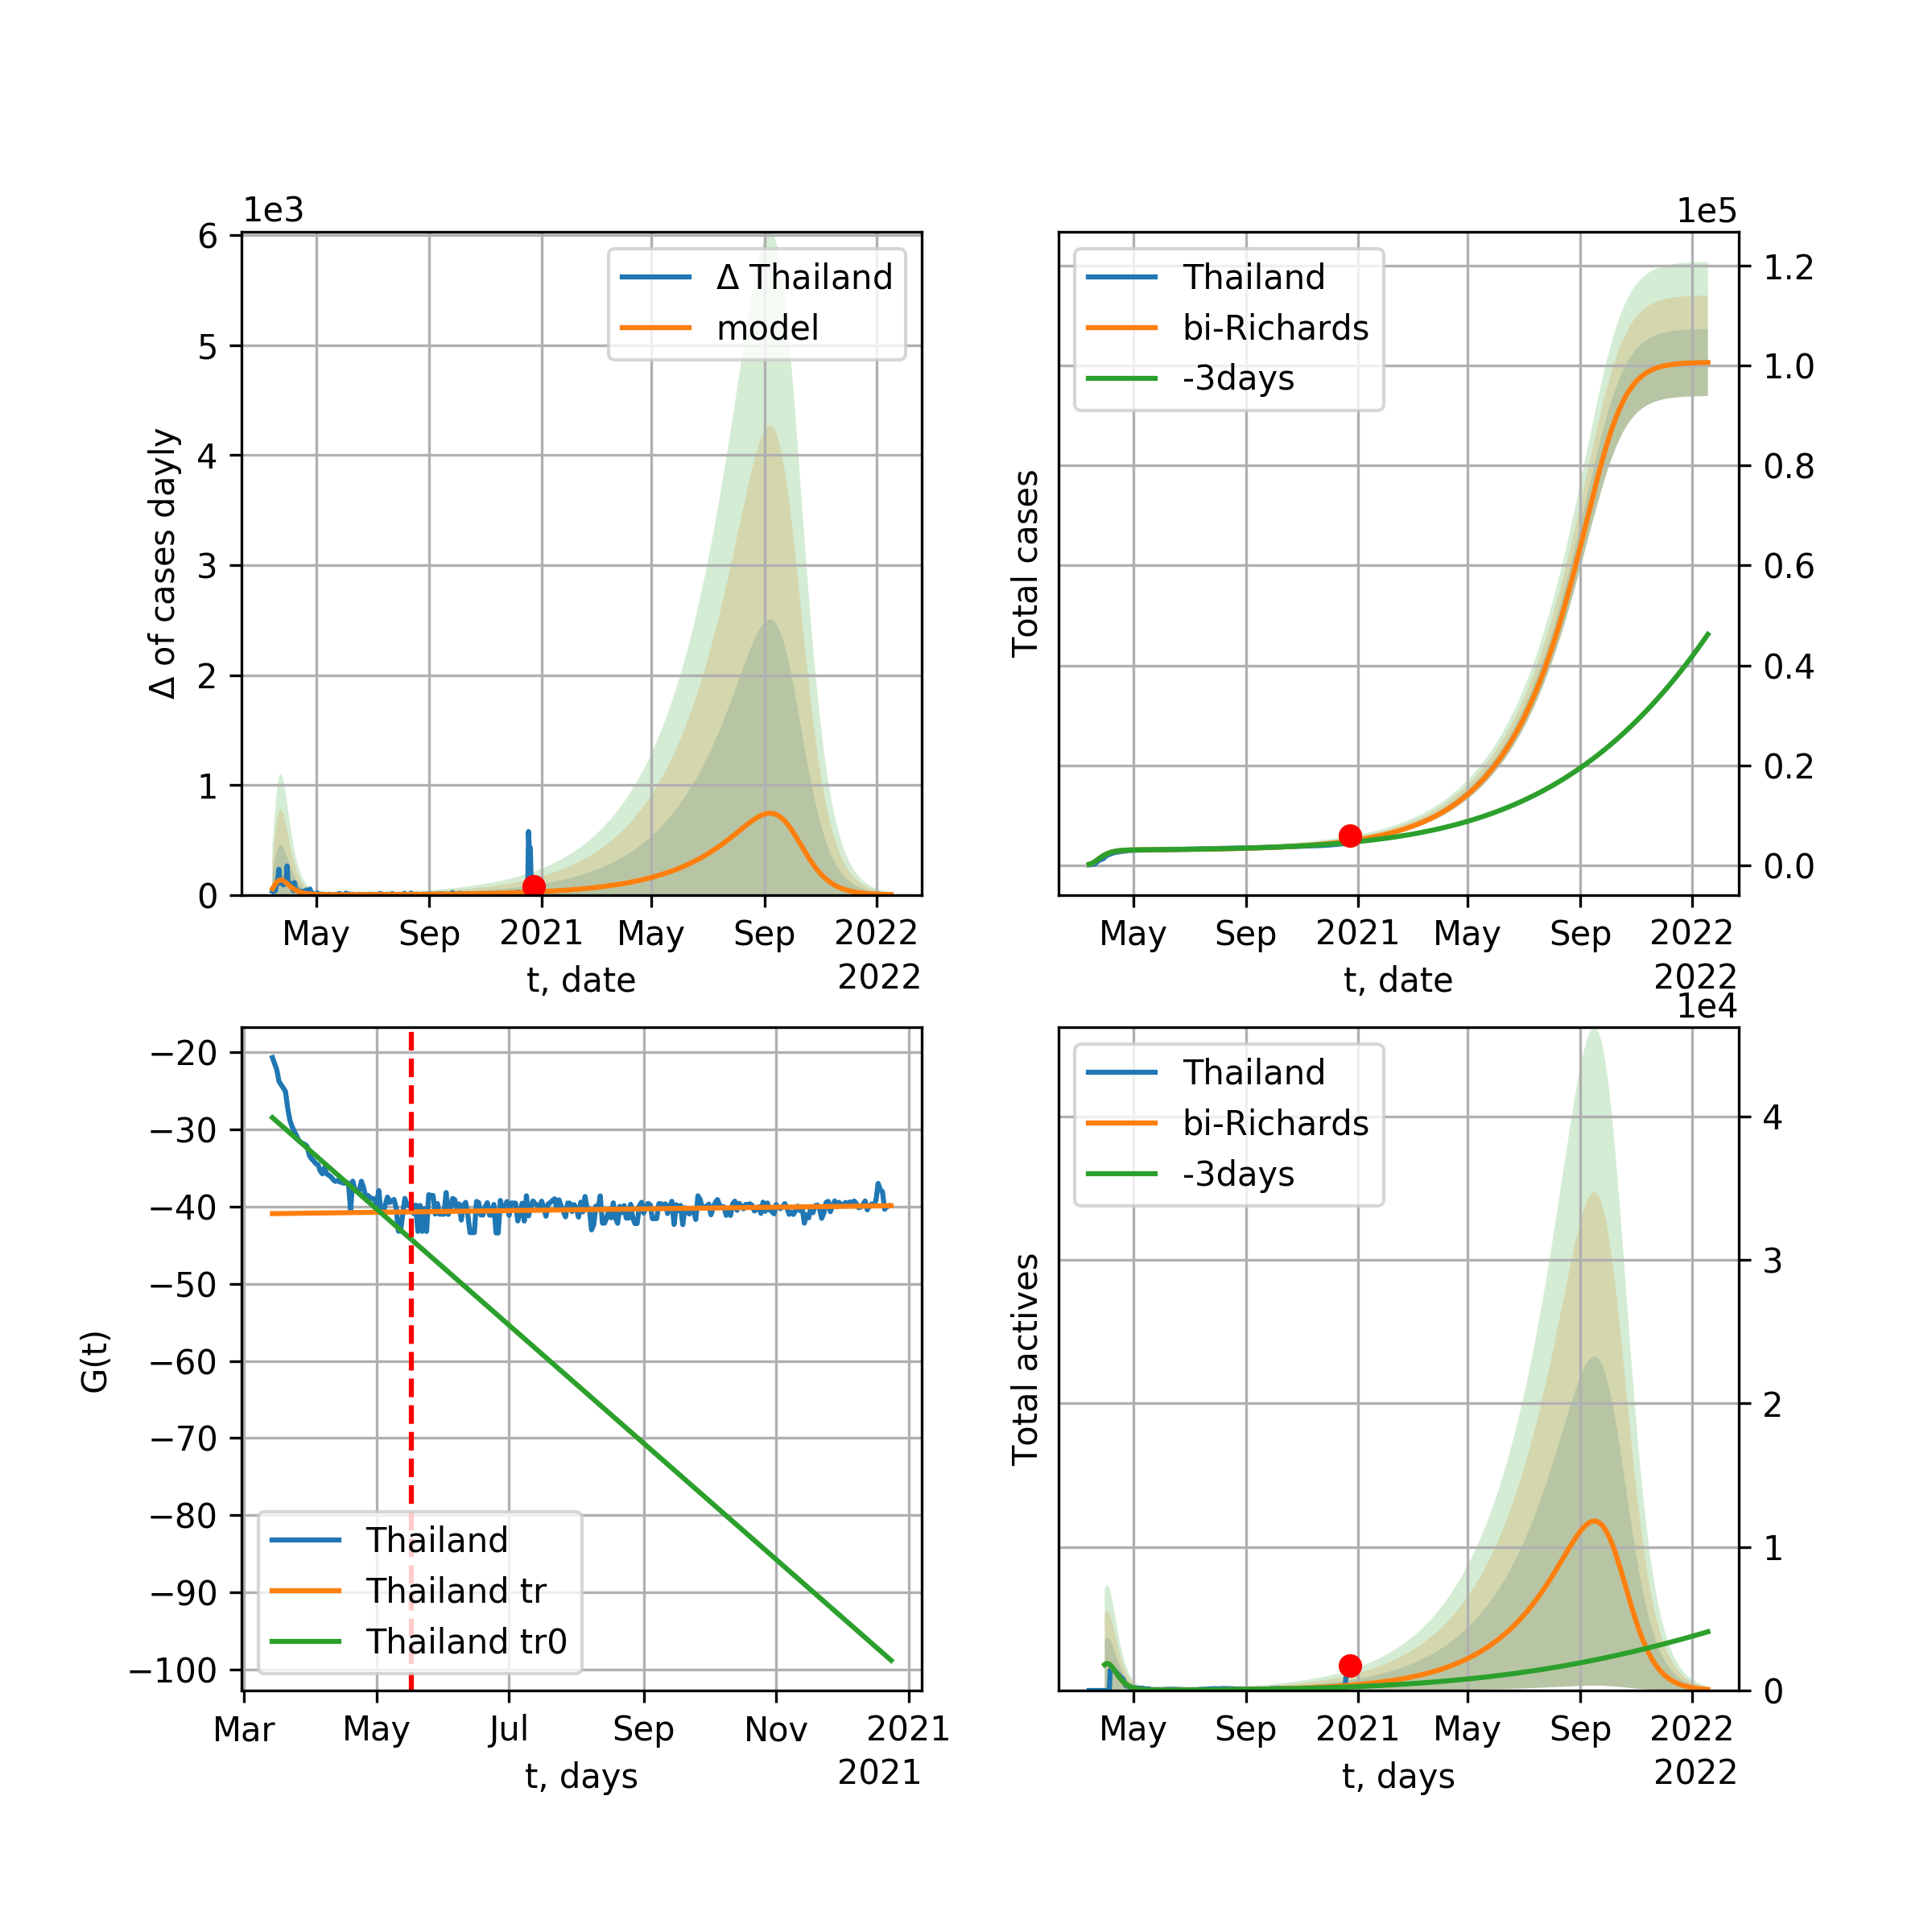 1e3
6
5
4
3
2
1
0
Δ of cases dayly
Δ Thailand
model
May Sep 2021 May Sep 2022
t, date
2022
1e5
Thailand
bi-Richards
-3days
Total cases
1.2
1.0
0.8
0.6
0.4
0.2
0.0
May Sep 2021 May Sep 2022
t, date
2022
−20
−30
−40
−50
−60
−70
−80
−90
−100
G(t)
Thailand
Thailand tr
Thailand tr0
Mar May Jul Sep Nov 2021
t, days
2021
1e4
Thailand
bi-Richards
-3days
Total actives
4
3
2
1
0
May Sep 2021 May Sep 2022
t, days
2022